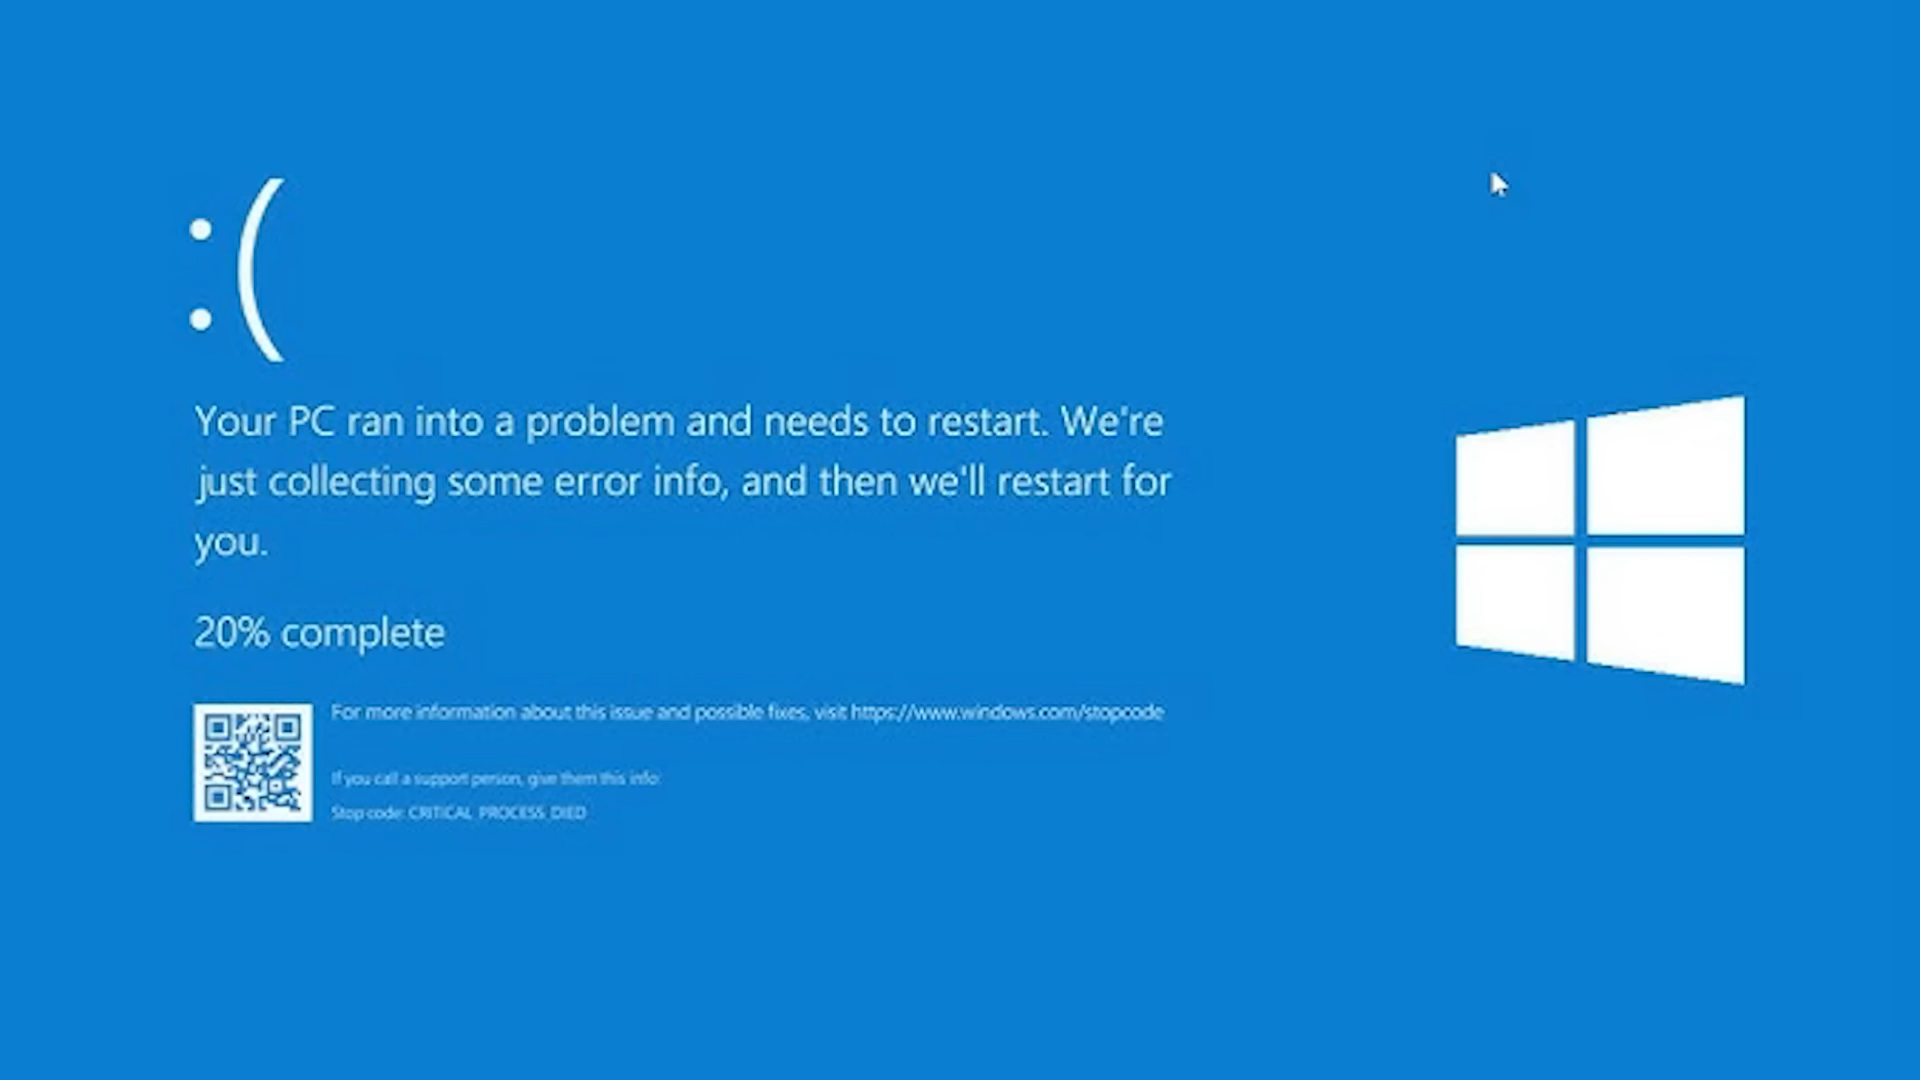 :(
Your PC ran into a problem and needs to restart. We're
just collecting some error info, and then we'll restart for
you.
20% complete
For more information about this issue and possible fixes, visit https://www.windows.com/stopcode
If you call a support person, give them this info:
Stop code: CRITICAL_PROCESS_DIED